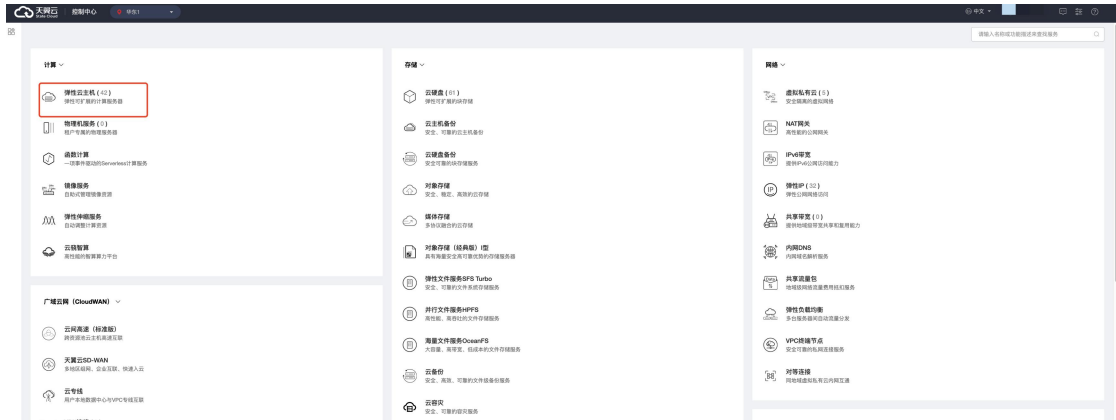 天翼云
State Cloud
控制中心
华东1
中文
请输入名称或功能描述来查找服务
计算
弹性云主机 ( 42 )
弹性可扩展的计算服务器
物理机服务 ( 0 )
租户专属的物理服务器
函数计算
一项事件驱动的Serverless计算服务
镜像服务
自助式管理镜像资源
弹性伸缩服务
自动调整计算资源
云骁智算
高性能的智算算力平台
广域云网（CloudWAN）
云间高速（标准版）
跨资源池云主机高速互联
天翼云SD-WAN
多地区组网、企业互联、快速入云
云专线
用户本地数据中心与VPC专线互联
存储
云硬盘 ( 61 )
弹性可扩展的块存储
云主机备份
安全、可靠的云主机备份
云硬盘备份
安全可靠的块存储服务
对象存储
安全、稳定、高效的云存储
媒体存储
多协议融合的云存储
对象存储（经典版）I型
具有海量安全高可靠优势的存储服务器
弹性文件服务SFS Turbo
安全、可靠的文件系统存储服务
并行文件服务HPFS
高性能、高吞吐的文件存储服务
海量文件服务OceanFS
大容量、高带宽、低成本的文件存储服务
云备份
安全、高效、可靠的文件级备份服务
云容灾
安全、可靠的容灾服务
网络
虚拟私有云 ( 5 )
安全隔离的虚拟网络
NAT网关
高性能的公网网关
IPv6带宽
提供IPv6公网访问能力
弹性IP ( 32 )
弹性公网网络访问
共享带宽 ( 0 )
提供地域级带宽共享和复用能力
内网DNS
内网域名解析服务
共享流量包
地域级网络流量费用抵扣服务
弹性负载均衡
多台服务器间自动流量分发
VPC终端节点
安全可靠的私网连接服务
对等连接
同地域虚拟私有云内网互通